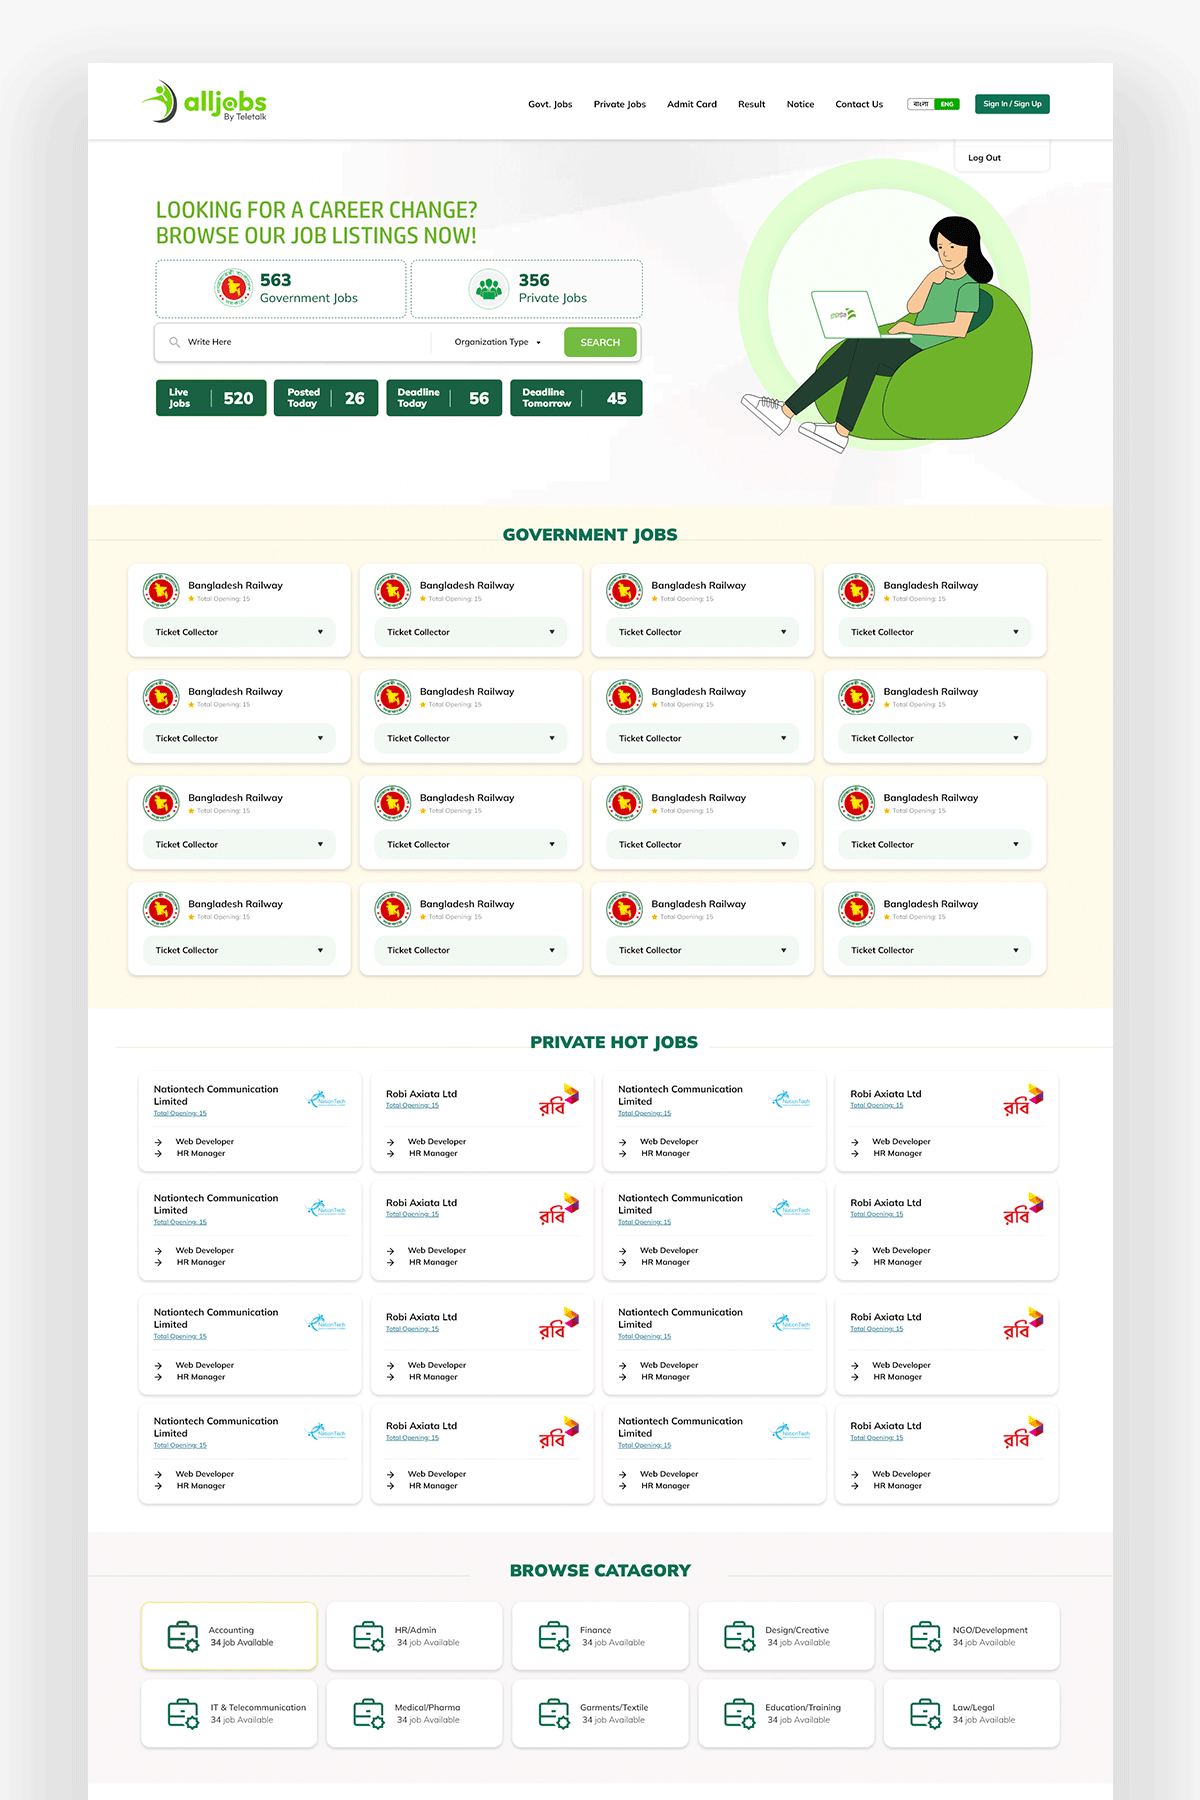 alljobs
By Teletalk
Govt. Jobs Private Jobs Admit Card Result Notice Contact Us বাংলা ENG Sign In / Sign Up
Log Out
LOOKING FOR A CAREER CHANGE?
BROWSE OUR JOB LISTINGS NOW!
563
Government Jobs
356
Private Jobs
Write Here Organization Type SEARCH
Live Jobs 520 Posted Today 26 Deadline Today 56 Deadline Tomorrow 45
GOVERNMENT JOBS
Bangladesh Railway Bangladesh Railway Bangladesh Railway Bangladesh Railway
Total Opening: 15 Total Opening: 15 Total Opening: 15 Total Opening: 15
Ticket Collector Ticket Collector Ticket Collector Ticket Collector
Bangladesh Railway Bangladesh Railway Bangladesh Railway Bangladesh Railway
Total Opening: 15 Total Opening: 15 Total Opening: 15 Total Opening: 15
Ticket Collector Ticket Collector Ticket Collector Ticket Collector
Bangladesh Railway Bangladesh Railway Bangladesh Railway Bangladesh Railway
Total Opening: 15 Total Opening: 15 Total Opening: 15 Total Opening: 15
Ticket Collector Ticket Collector Ticket Collector Ticket Collector
Bangladesh Railway Bangladesh Railway Bangladesh Railway Bangladesh Railway
Total Opening: 15 Total Opening: 15 Total Opening: 15 Total Opening: 15
Ticket Collector Ticket Collector Ticket Collector Ticket Collector
PRIVATE HOT JOBS
Nationtech Communication Limited NationTech Robi Axiata Ltd রবি Nationtech Communication Limited NationTech Robi Axiata Ltd রবি
Total Opening: 15 Total Opening: 15 Total Opening: 15 Total Opening: 15
Web Developer Web Developer Web Developer Web Developer
HR Manager HR Manager HR Manager HR Manager
Nationtech Communication Limited NationTech Robi Axiata Ltd রবি Nationtech Communication Limited NationTech Robi Axiata Ltd রবি
Total Opening: 15 Total Opening: 15 Total Opening: 15 Total Opening: 15
Web Developer Web Developer Web Developer Web Developer
HR Manager HR Manager HR Manager HR Manager
Nationtech Communication Limited NationTech Robi Axiata Ltd রবি Nationtech Communication Limited NationTech Robi Axiata Ltd রবি
Total Opening: 15 Total Opening: 15 Total Opening: 15 Total Opening: 15
Web Developer Web Developer Web Developer Web Developer
HR Manager HR Manager HR Manager HR Manager
Nationtech Communication Limited NationTech Robi Axiata Ltd রবি Nationtech Communication Limited NationTech Robi Axiata Ltd রবি
Total Opening: 15 Total Opening: 15 Total Opening: 15 Total Opening: 15
Web Developer Web Developer Web Developer Web Developer
HR Manager HR Manager HR Manager HR Manager
BROWSE CATAGORY
Accounting HR/Admin Finance Design/Creative NGO/Development
34 job Available 34 job Available 34 job Available 34 job Available 34 job Available
IT & Telecommunication Medical/Pharma Garments/Textile Education/Training Law/Legal
34 job Available 34 job Available 34 job Available 34 job Available 34 job Available